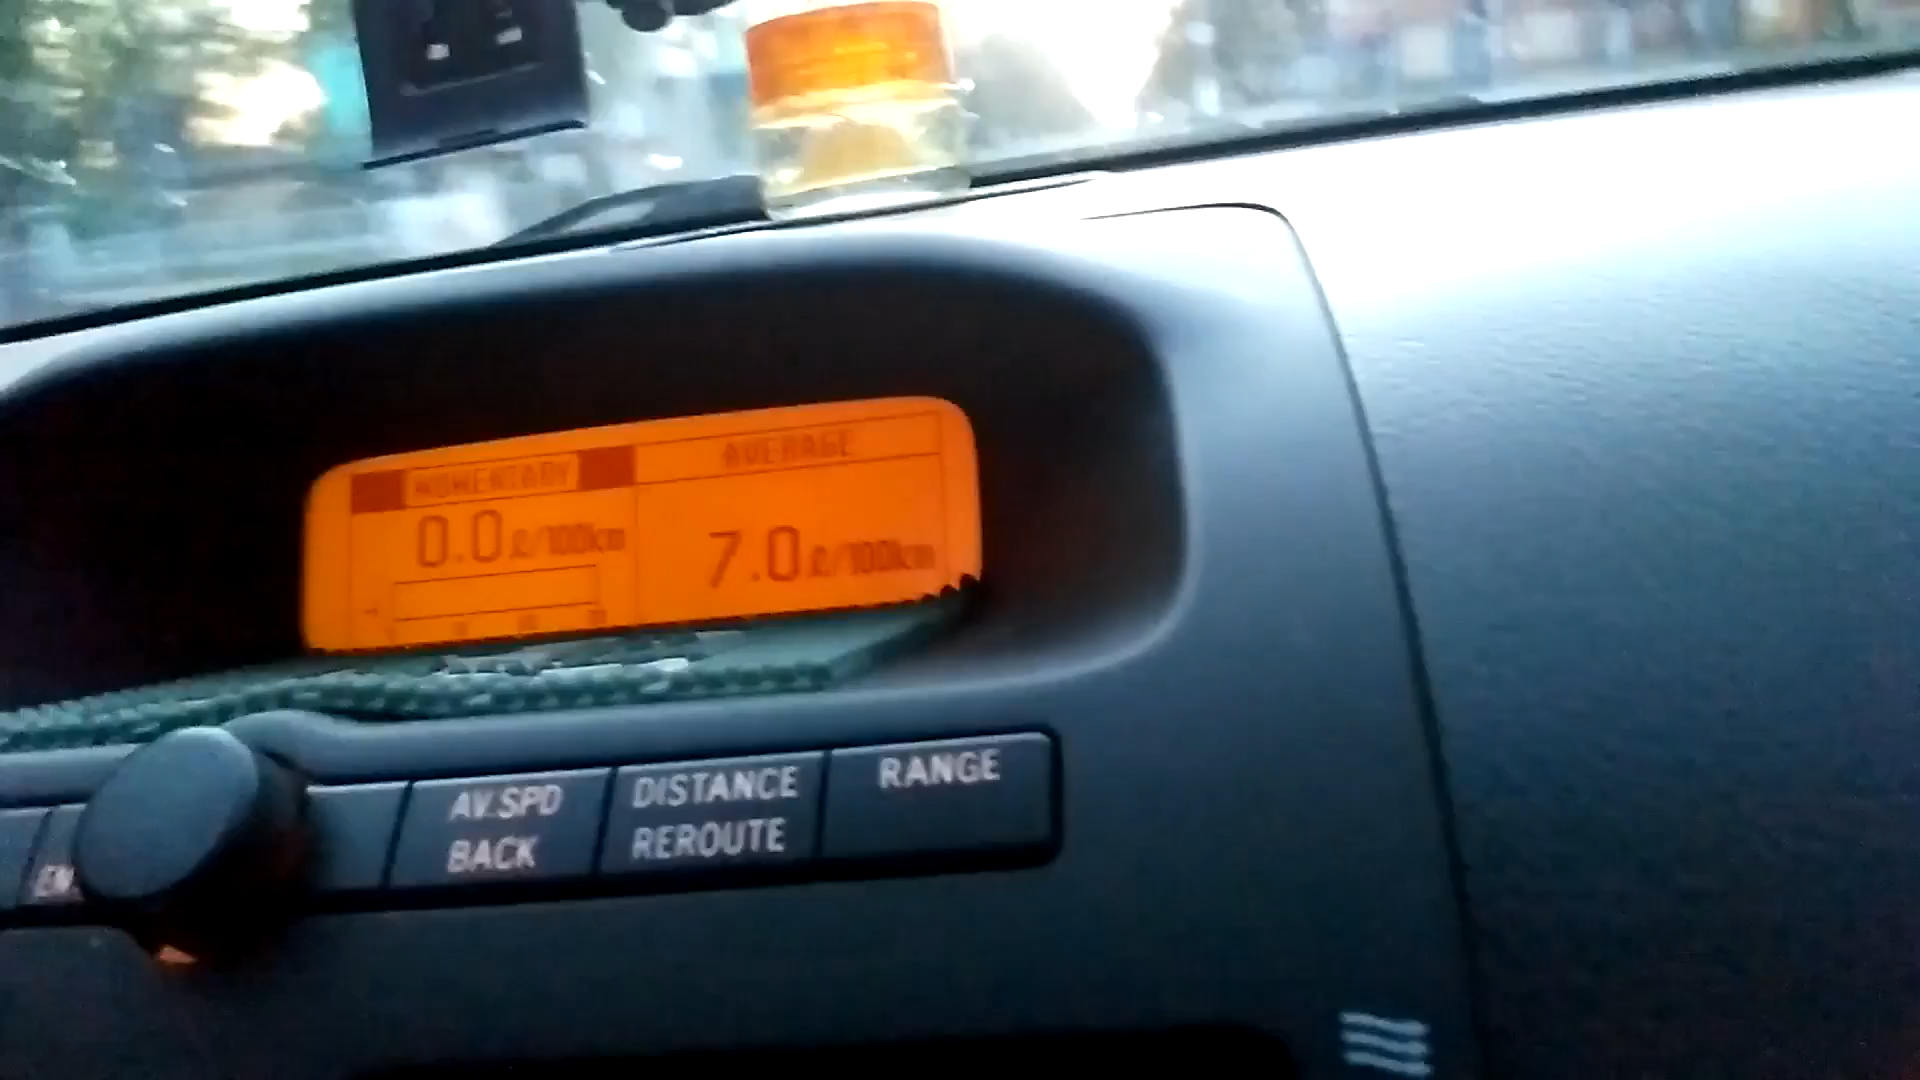 MOMENTARY AVERAGE
0.0 ℓ/100km 7.0 ℓ/100km
AV.SPD DISTANCE RANGE
BACK REROUTE